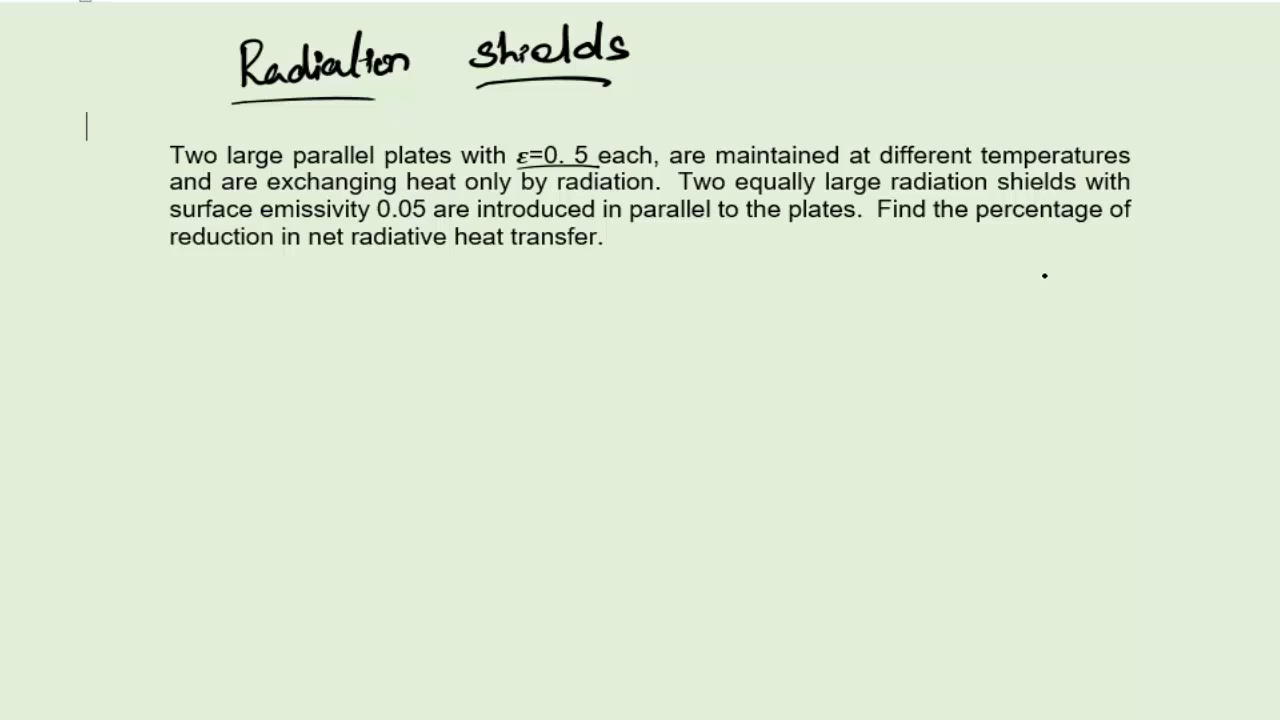 Radiation shields
Two large parallel plates with ε=0. 5 each, are maintained at different temperatures
and are exchanging heat only by radiation. Two equally large radiation shields with
surface emissivity 0.05 are introduced in parallel to the plates. Find the percentage of
reduction in net radiative heat transfer.